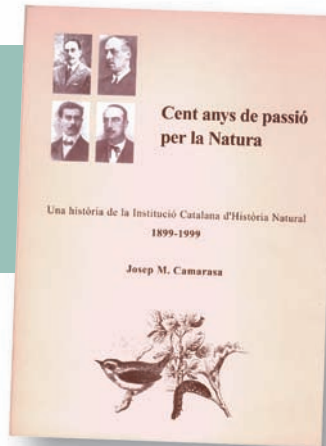 Cent anys de passió
per la Natura
Una història de la Institució Catalana d'Història Natural
1899-1999
Josep M. Camarasa